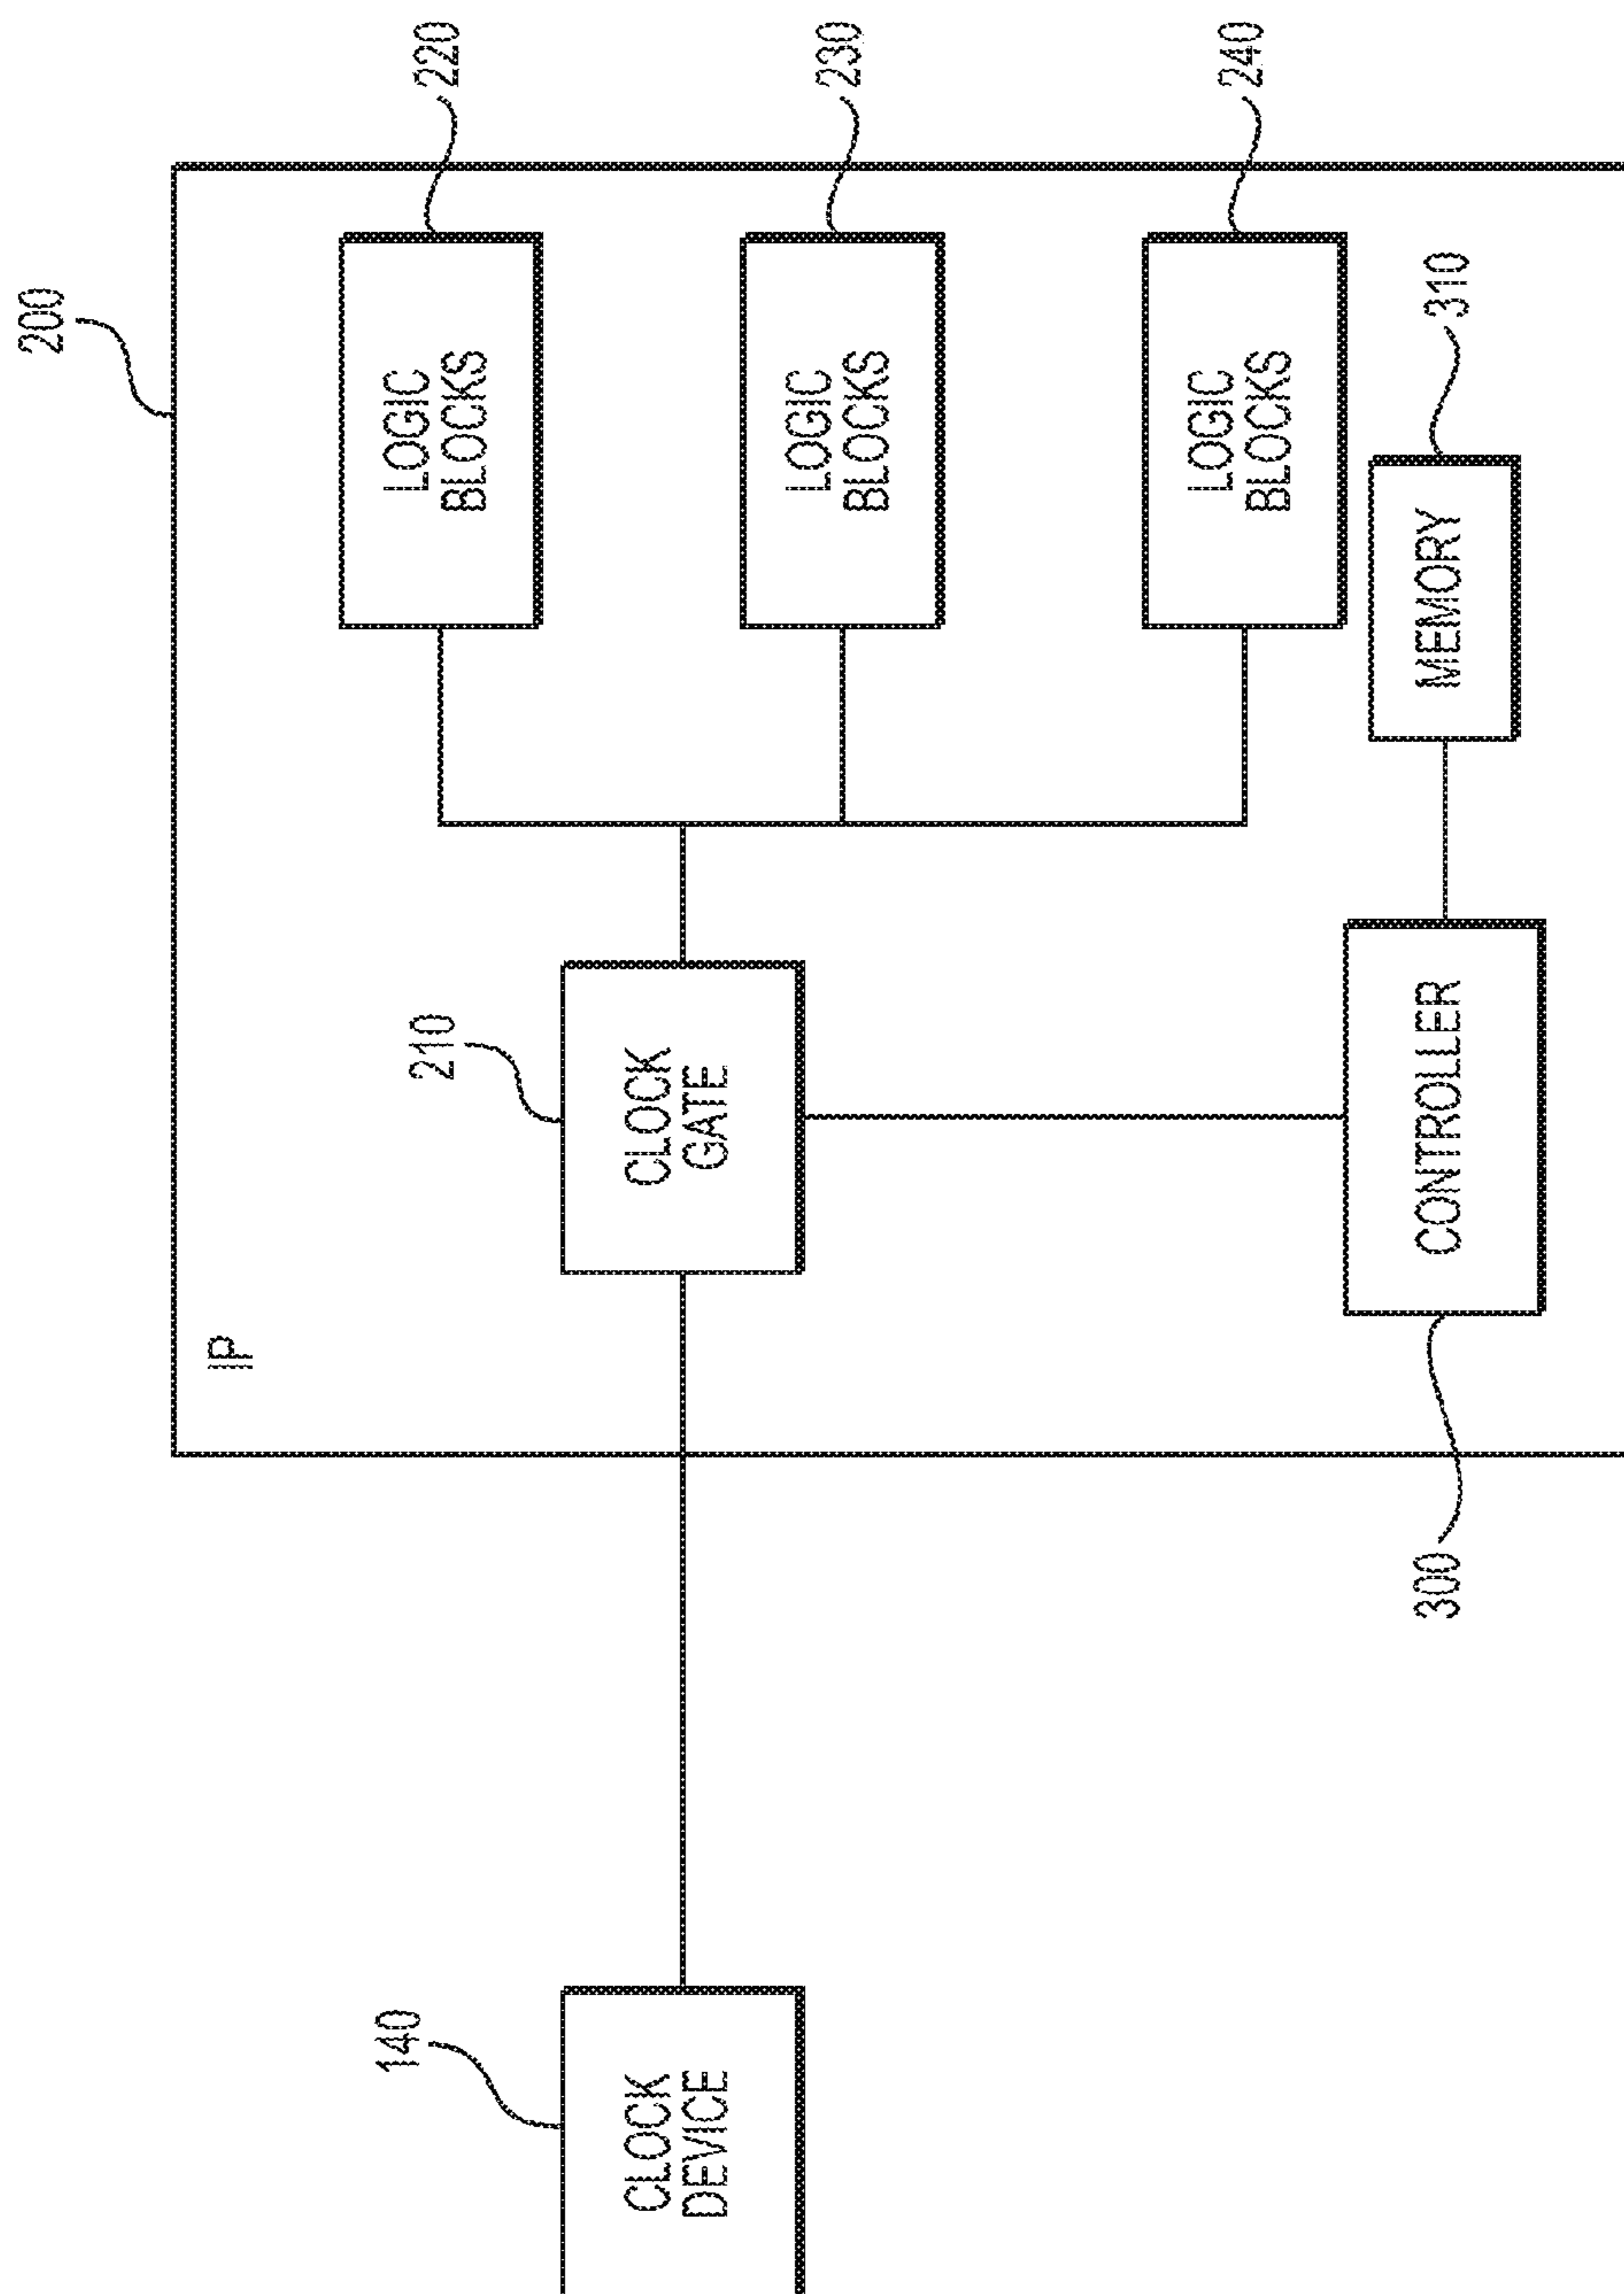 200
IP
140
CLOCK
DEVICE
210
CLOCK
GATE
LOGIC
BLOCKS
220
LOGIC
BLOCKS
230
LOGIC
BLOCKS
240
CONTROLLER
300
MEMORY
310